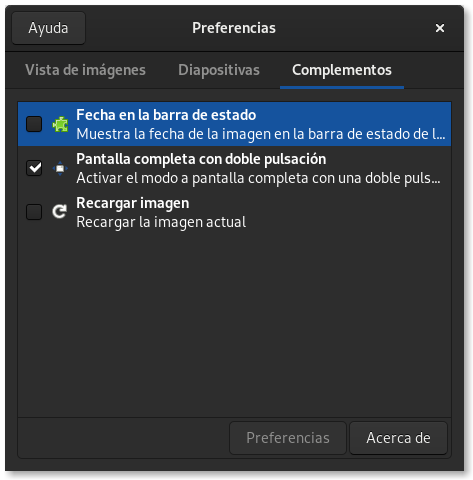 Ayuda
Preferencias
Vista de imágenes
Diapositivas
Complementos
Fecha en la barra de estado
Muestra la fecha de la imagen en la barra de estado de l...
Pantalla completa con doble pulsación
Activar el modo a pantalla completa con una doble puls...
Recargar imagen
Recargar la imagen actual
Preferencias
Acerca de